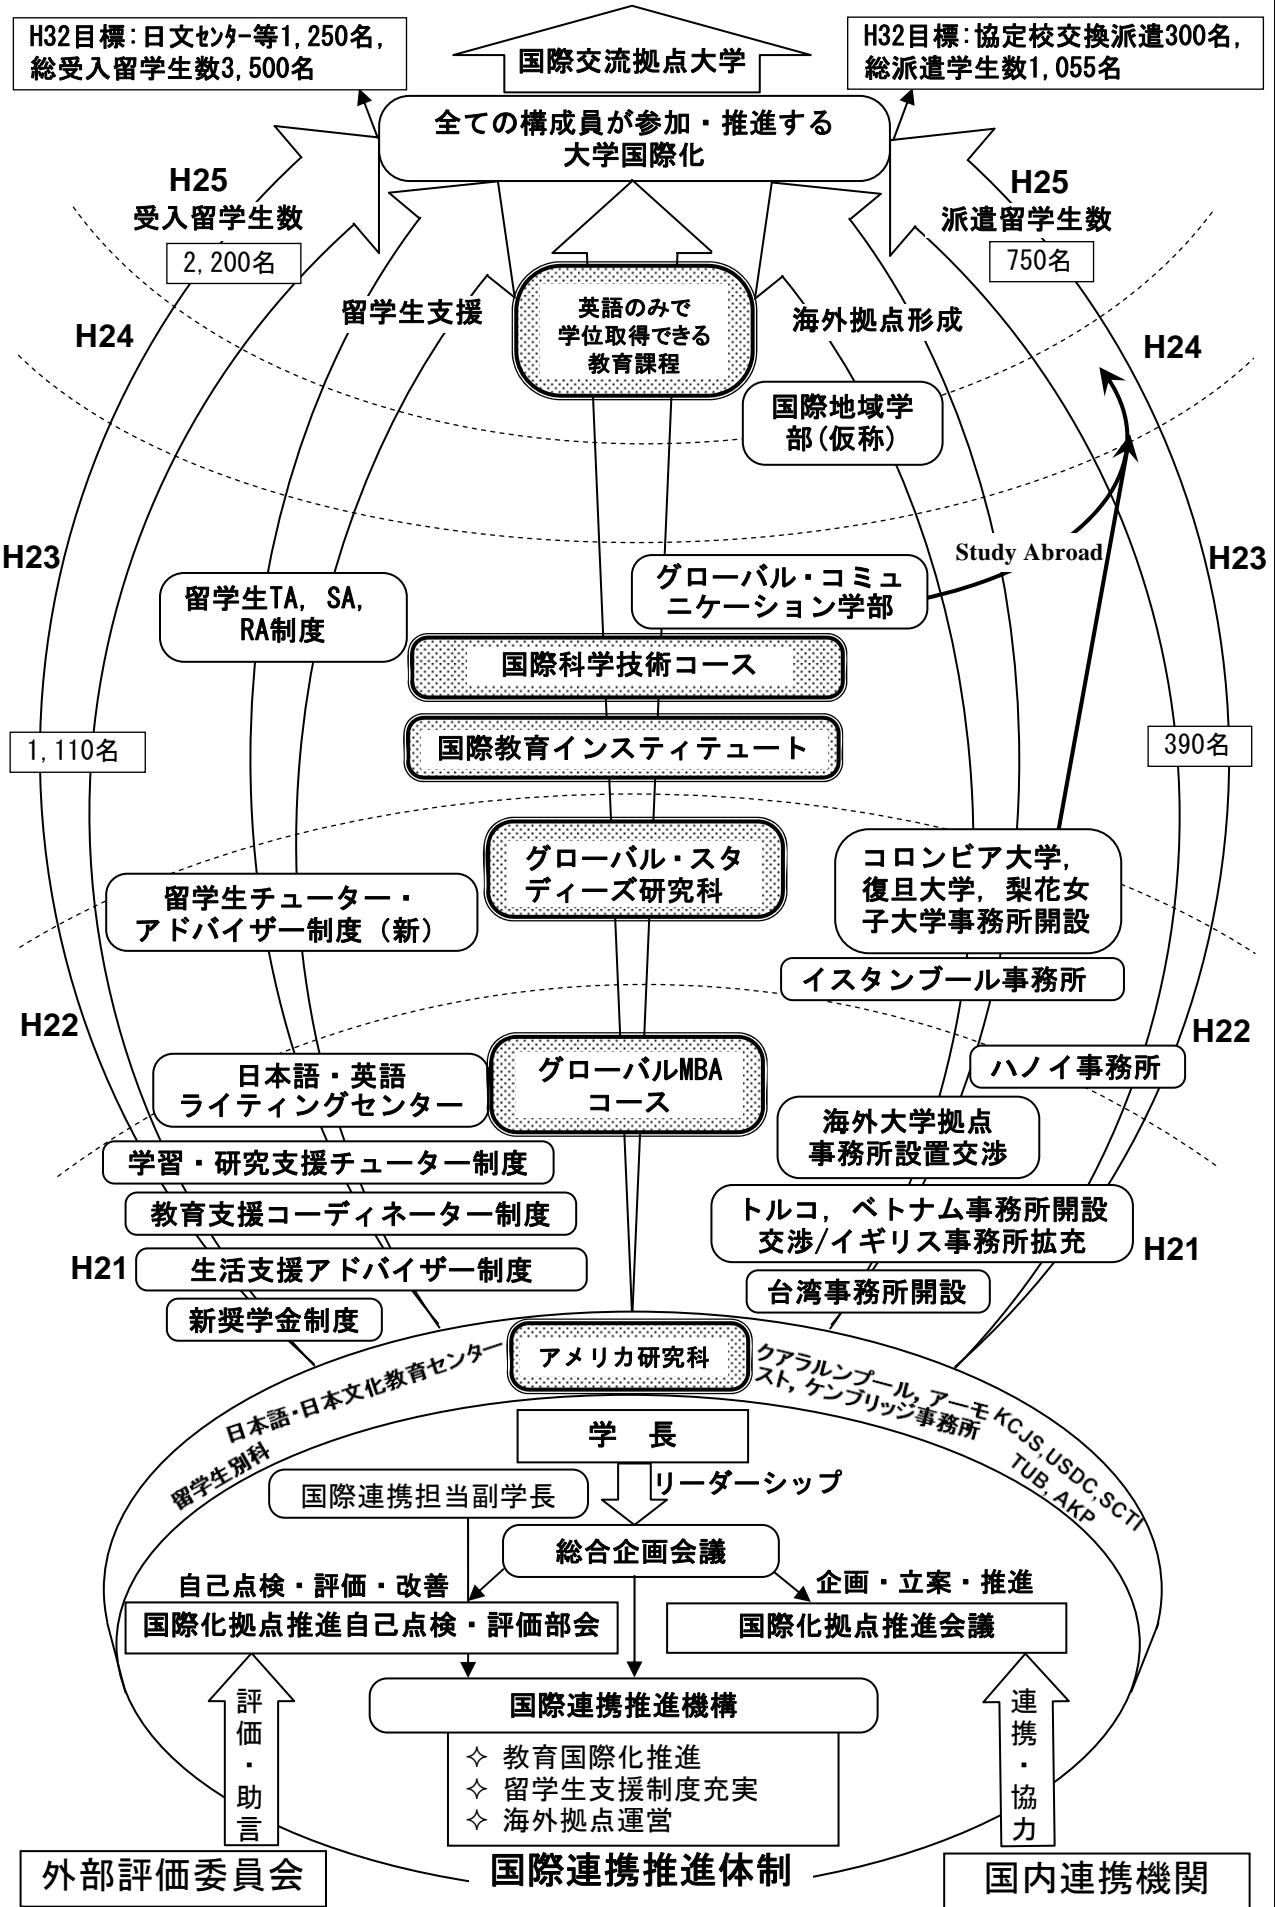 H32目標:日文ｾﾝﾀｰ等1,250名,
総受入留学生数3,500名
国際交流拠点大学
H32目標:協定校交換派遣300名,
総派遣学生数1,055名
全ての構成員が参加・推進する
大学国際化
H25
受入留学生数
2,200名
H25
派遣留学生数
750名
留学生支援
英語のみで
学位取得できる
教育課程
海外拠点形成
H24
H24
国際地域学
部(仮称)
H23
Study Abroad
H23
留学生TA, SA,
RA制度
グローバル・コミュ
ニケーション学部
国際科学技術コース
国際教育インスティテュート
1,110名
390名
グローバル・スタ
ディーズ研究科
コロンビア大学,
復旦大学, 梨花女
子大学事務所開設
留学生チューター・
アドバイザー制度（新）
イスタンブール事務所
H22
H22
日本語・英語
ライティングセンター
グローバルMBA
コース
ハノイ事務所
海外大学拠点
事務所設置交渉
学習・研究支援チューター制度
教育支援コーディネーター制度
トルコ, ベトナム事務所開設
交渉/イギリス事務所拡充
H21
生活支援アドバイザー制度
H21
台湾事務所開設
新奨学金制度
アメリカ研究科
日本語・日本文化教育センター
留学生別科
クアラルンプール, アーモ
スト, ケンブリッジ事務所
KCJS,USDC,SCTI
TUB, AKP
学　長
リーダーシップ
国際連携担当副学長
総合企画会議
自己点検・評価・改善
企画・立案・推進
国際化拠点推進自己点検・評価部会
国際化拠点推進会議
国際連携推進機構
✧ 教育国際化推進
✧ 留学生支援制度充実
✧ 海外拠点運営
評価・助言
連携・協力
外部評価委員会
国際連携推進体制
国内連携機関